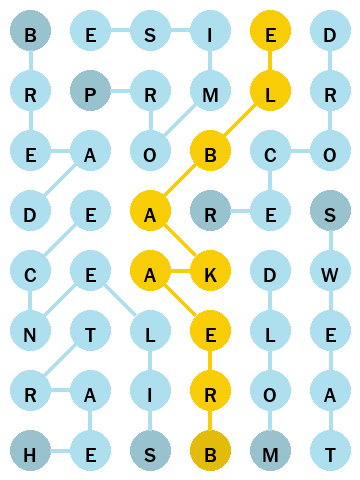 B E S I E D
R P R M L R
E A O B C O
D E A R E S
C E A K D W
N T L E L E
R A I R O A
H E S B M T